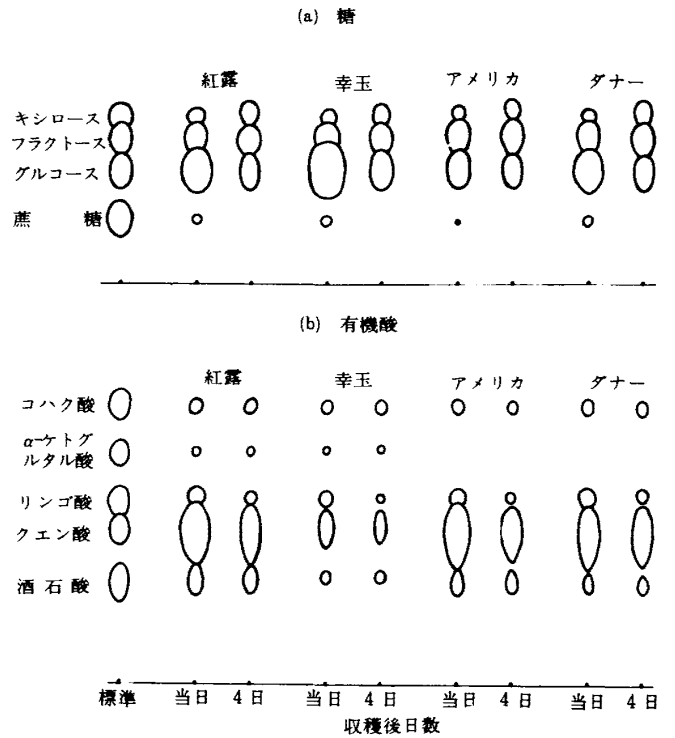 (a) 糖
紅露 幸玉 アメリカ ダナー
キシロース
フラクトース
グルコース
蔗 糖
(b) 有機酸
紅露 幸玉 アメリカ ダナー
コハク酸
α-ケトグ
ルタル酸
リンゴ酸
クエン酸
酒石酸
標準 当日 4日 当日 4日 当日 4日 当日 4日
収穫後日数